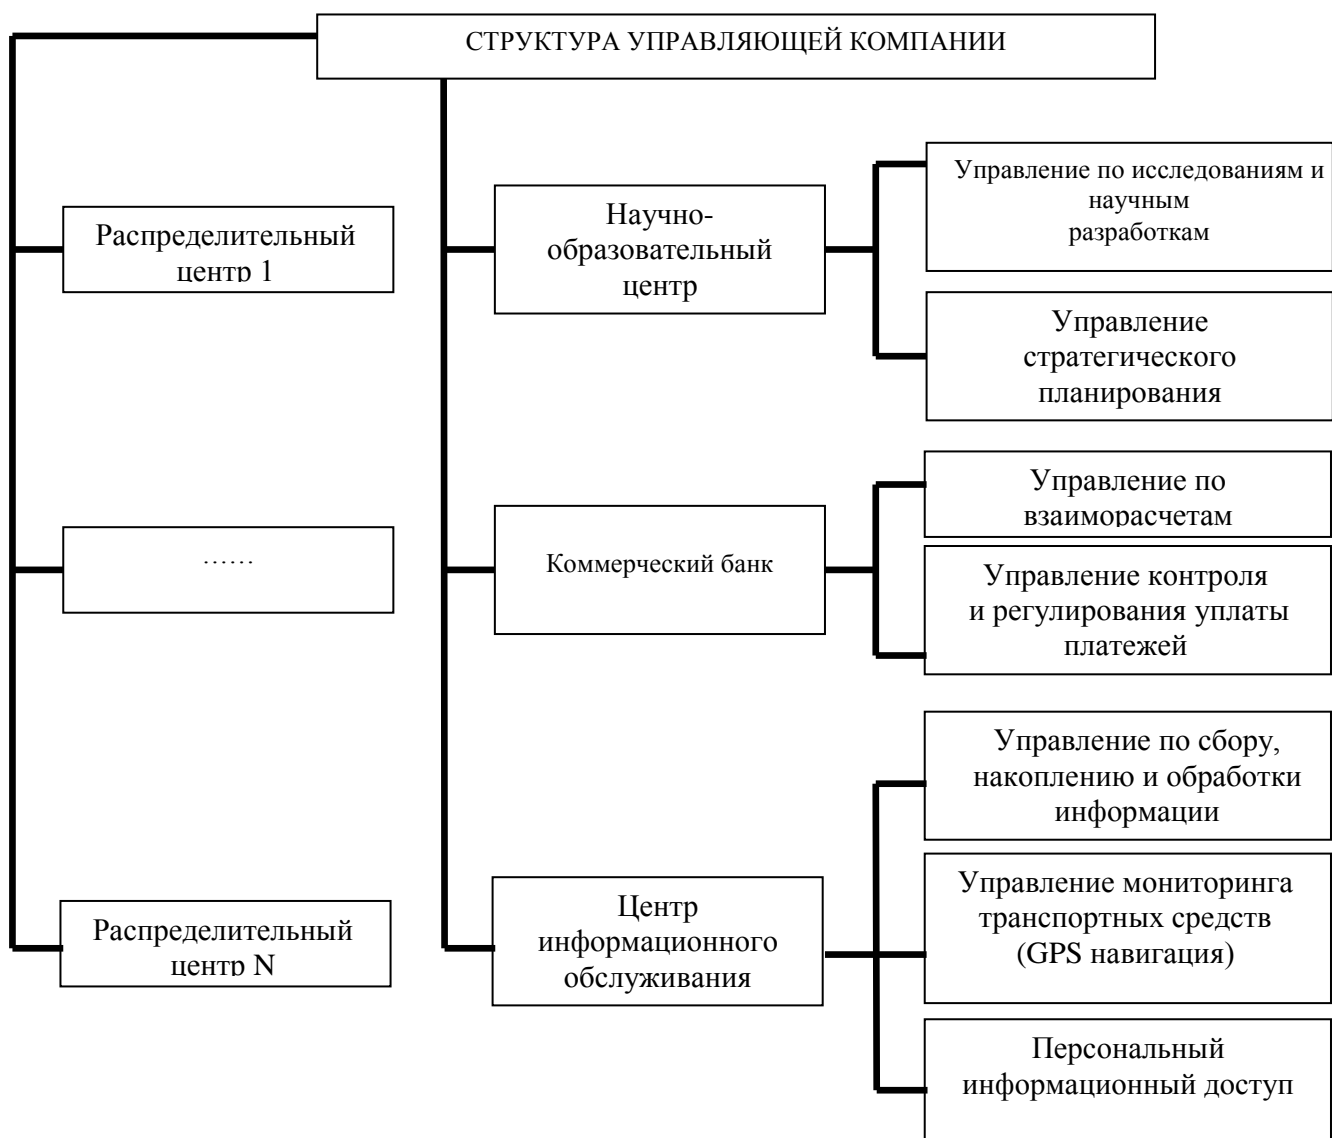 СТРУКТУРА УПРАВЛЯЮЩЕЙ КОМПАНИИ
Распределительный
центр 1
……
Распределительный
центр N
Научно-
образовательный
центр
Коммерческий банк
Центр
информационного
обслуживания
Управление по исследованиям и
научным
разработкам
Управление
стратегического
планирования
Управление по
взаиморасчетам
Управление контроля
и регулирования уплаты
платежей
Управление по сбору,
накоплению и обработки
информации
Управление мониторинга
транспортных средств
(GPS навигация)
Персональный
информационный доступ